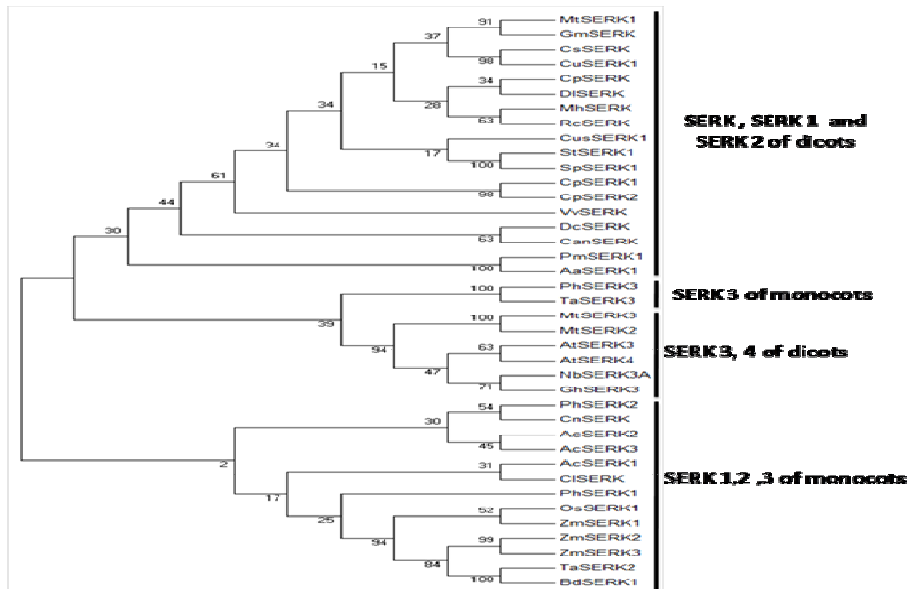 MtSERK1
GmSERK
CsSERK
CuSERK1
CpSERK
DlSERK
MhSERK
RcSERK
CusSERK1
StSERK1
SpSERK1
CpSERK1
CpSERK2
VvSERK
DcSERK
CanSERK
PmSERK1
AaSERK1
PhSERK3
TaSERK3
MtSERK3
MtSERK2
AtSERK3
AtSERK4
NbSERK3A
GhSERK3
PhSERK2
CnSERK
AcSERK2
AcSERK3
AcSERK1
ClSERK
PhSERK1
OsSERK1
ZmSERK1
ZmSERK2
ZmSERK3
TaSERK2
BdSERK1
91
37
98
15
34
28
63
34
17
100
34
98
61
44
63
30
100
100
39
100
94
63
47
71
54
30
45
2
31
17
25
52
94
99
84
100
SERK , SERK 1 and
SERK 2 of dicots
SERK 3 of monocots
SERK 3, 4 of dicots
SERK 1,2 ,3 of monocots